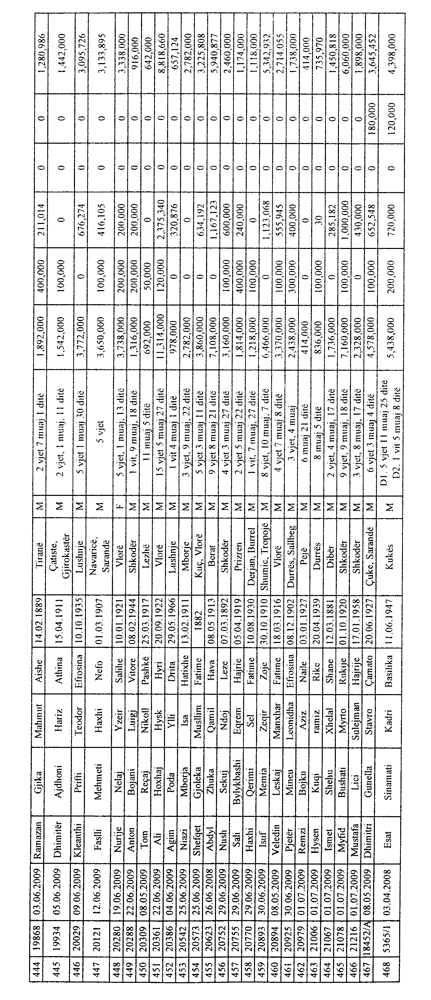 444 19868 03.06.2009 Ramazan Gjika Mahmut Aishe 14.02.1889 Tiranë M 2 vjet 7 muaj 1 ditë 1,892,000 400,000 211,014 0 0 1,280,986
445 19934 05.06.2009 Dhimitër Ajdhoni Hariz Athina 15.04.1911 Çatiste, Gjirokastër M 2 vjet, 1 muaj, 11 ditë 1,542,000 100,000 0 0 0 1,442,000
446 20029 09.06.2009 Kleanthi Prifti Teodor Efrosina 10.10.1935 Lushnje M 5 vjet 1 muaj 30 ditë 3,772,000 0 676,274 0 0 3,095,726
447 20121 12.06.2009 Faslli Mehmeti Haxhi Nefo 01.03.1907 Navaricë, Sarandë M 5 vjet 3,650,000 100,000 416,105 0 0 3,133,895
448 20280 19.06.2009 Nurije Nelaj Yzeir Salihe 10.01.1921 Vlorë F 5 vjet, 1 muaj, 13 ditë 3,738,000 200,000 200,000 0 0 3,338,000
449 20288 22.06.2009 Anton Bojani Luigj Vitore 08.02.1944 Shkodër M 1 vit, 9 muaj, 18 ditë 1,316,000 200,000 200,000 0 0 916,000
450 20309 08.05.2009 Tom Reçaj Nikoll Pashkë 25.03.1917 Lezhë M 11 muaj 5 ditë 692,000 50,000 0 0 0 642,000
451 20361 22.06.2009 Ali Hoxhaj Hysk Hyri 20.09.1922 Vlorë M 15 vjet 5 muaj 27 ditë 11,314,000 120,000 2,375,340 0 0 8,818,660
452 20386 04.06.2009 Agim Poda Ylli Drita 29.05.1966 Lushnje M 1 vit 4 muaj 1 ditë 978,000 0 320,876 0 0 657,124
453 20542 25.06.2009 Niazi Mborja Isa Hatixhe 13.02.1911 Mborje M 3 vjet, 9 muaj, 22 ditë 2,782,000 0 0 0 0 2,782,000
454 20573 25.06.2009 Shefqet Gjoleka Musllim Fatime 1882 Kuç, Vlorë M 5 vjet 3 muaj 11 ditë 3,860,000 0 634,192 0 0 3,225,808
455 20623 26.06.2008 Abdyl Zhuka Qamil Hava 08.05.1913 Berat M 9 vjet 8 muaj 21 ditë 7,108,000 0 1,167,123 0 0 5,940,877
456 20752 29.06.2009 Nush Sekuj Ndoj Leze 07.03.1892 Shkodër M 4 vjet 3 muaj 27 ditë 3,160,000 100,000 600,000 0 0 2,460,000
457 20755 29.06.2009 Sali Bylykbashi Eqrem Hajrie 05.04.1919 Prizren M 2 vjet 5 muaj 22 ditë 1,814,000 400,000 240,000 0 0 1,174,000
458 20770 29.06.2009 Haxhi Qerimi Sel Fatime 10.08.1930 Derjan, Burrel M 1 vit, 7 muaj, 27 ditë 1,218,000 100,000 0 0 0 1,118,000
459 20893 30.06.2009 Isuf Memia Zeqir Zoje 30.10.1910 Shumic, Tropojë M 8 vjet, 10 muaj, 7 ditë 6,466,000 0 1,123,068 0 0 5,342,932
460 20894 08.05.2009 Veledin Leskaj Manxhar Fatime 18.03.1916 Vlorë M 4 vjet 7 muaj 8 ditë 3,370,000 100,000 555,945 0 0 2,714,055
461 20925 30.06.2009 Pjetër Mineu Leonidha Efrosina 08.12.1902 Durrës, Sallbeg M 3 vjet, 4 muaj 2,438,000 300,000 400,000 0 0 1,738,000
462 20979 01.07.2009 Remzi Bojku Aziz Naile 03.01.1927 Pejë M 6 muaj 21 ditë 414,000 0 0 0 0 414,000
463 21006 01.07.2009 Hysen Kuqi ramiz Rike 20.04.1939 Durrës M 8 muaj 5 ditë 836,000 100,000 30 0 0 735,970
464 21067 01.07.2009 Ismet Shehu Xhelal Shane 12.03.1881 Dibër M 2 vjet, 4 muaj, 17 ditë 1,736,000 0 285,182 0 0 1,450,818
465 21078 01.07.2009 Myfid Bushati Myrto Rukije 01.10.1920 Shkodër M 9 vjet, 9 muaj, 18 ditë 7,160,000 100,000 1,000,000 0 0 6,060,000
466 21216 01.07.2009 Mustafa Lici Sulejman Hajrije 17.01.1958 Shkodër M 3 vjet, 8 muaj, 17 ditë 2,328,000 0 430,000 0 0 1,898,000
467 18452/A 08.05.2009 Dhimitri Gumella Stavro Çamato 20.06.1927 Çuke, Sarandë M 6 vjet 3 muaj 4 ditë 4,578,000 100,000 652,548 0 180,000 3,645,452
468 5365/1 03.04.2008 Esat Sinamati Kadri Basilika 11.06.1947 Kukës M D1. 5 vjet 11 muaj 25 ditë D2. 1 vit 5 muaj 8 ditë 5,438,000 200,000 720,000 0 120,000 4,398,000